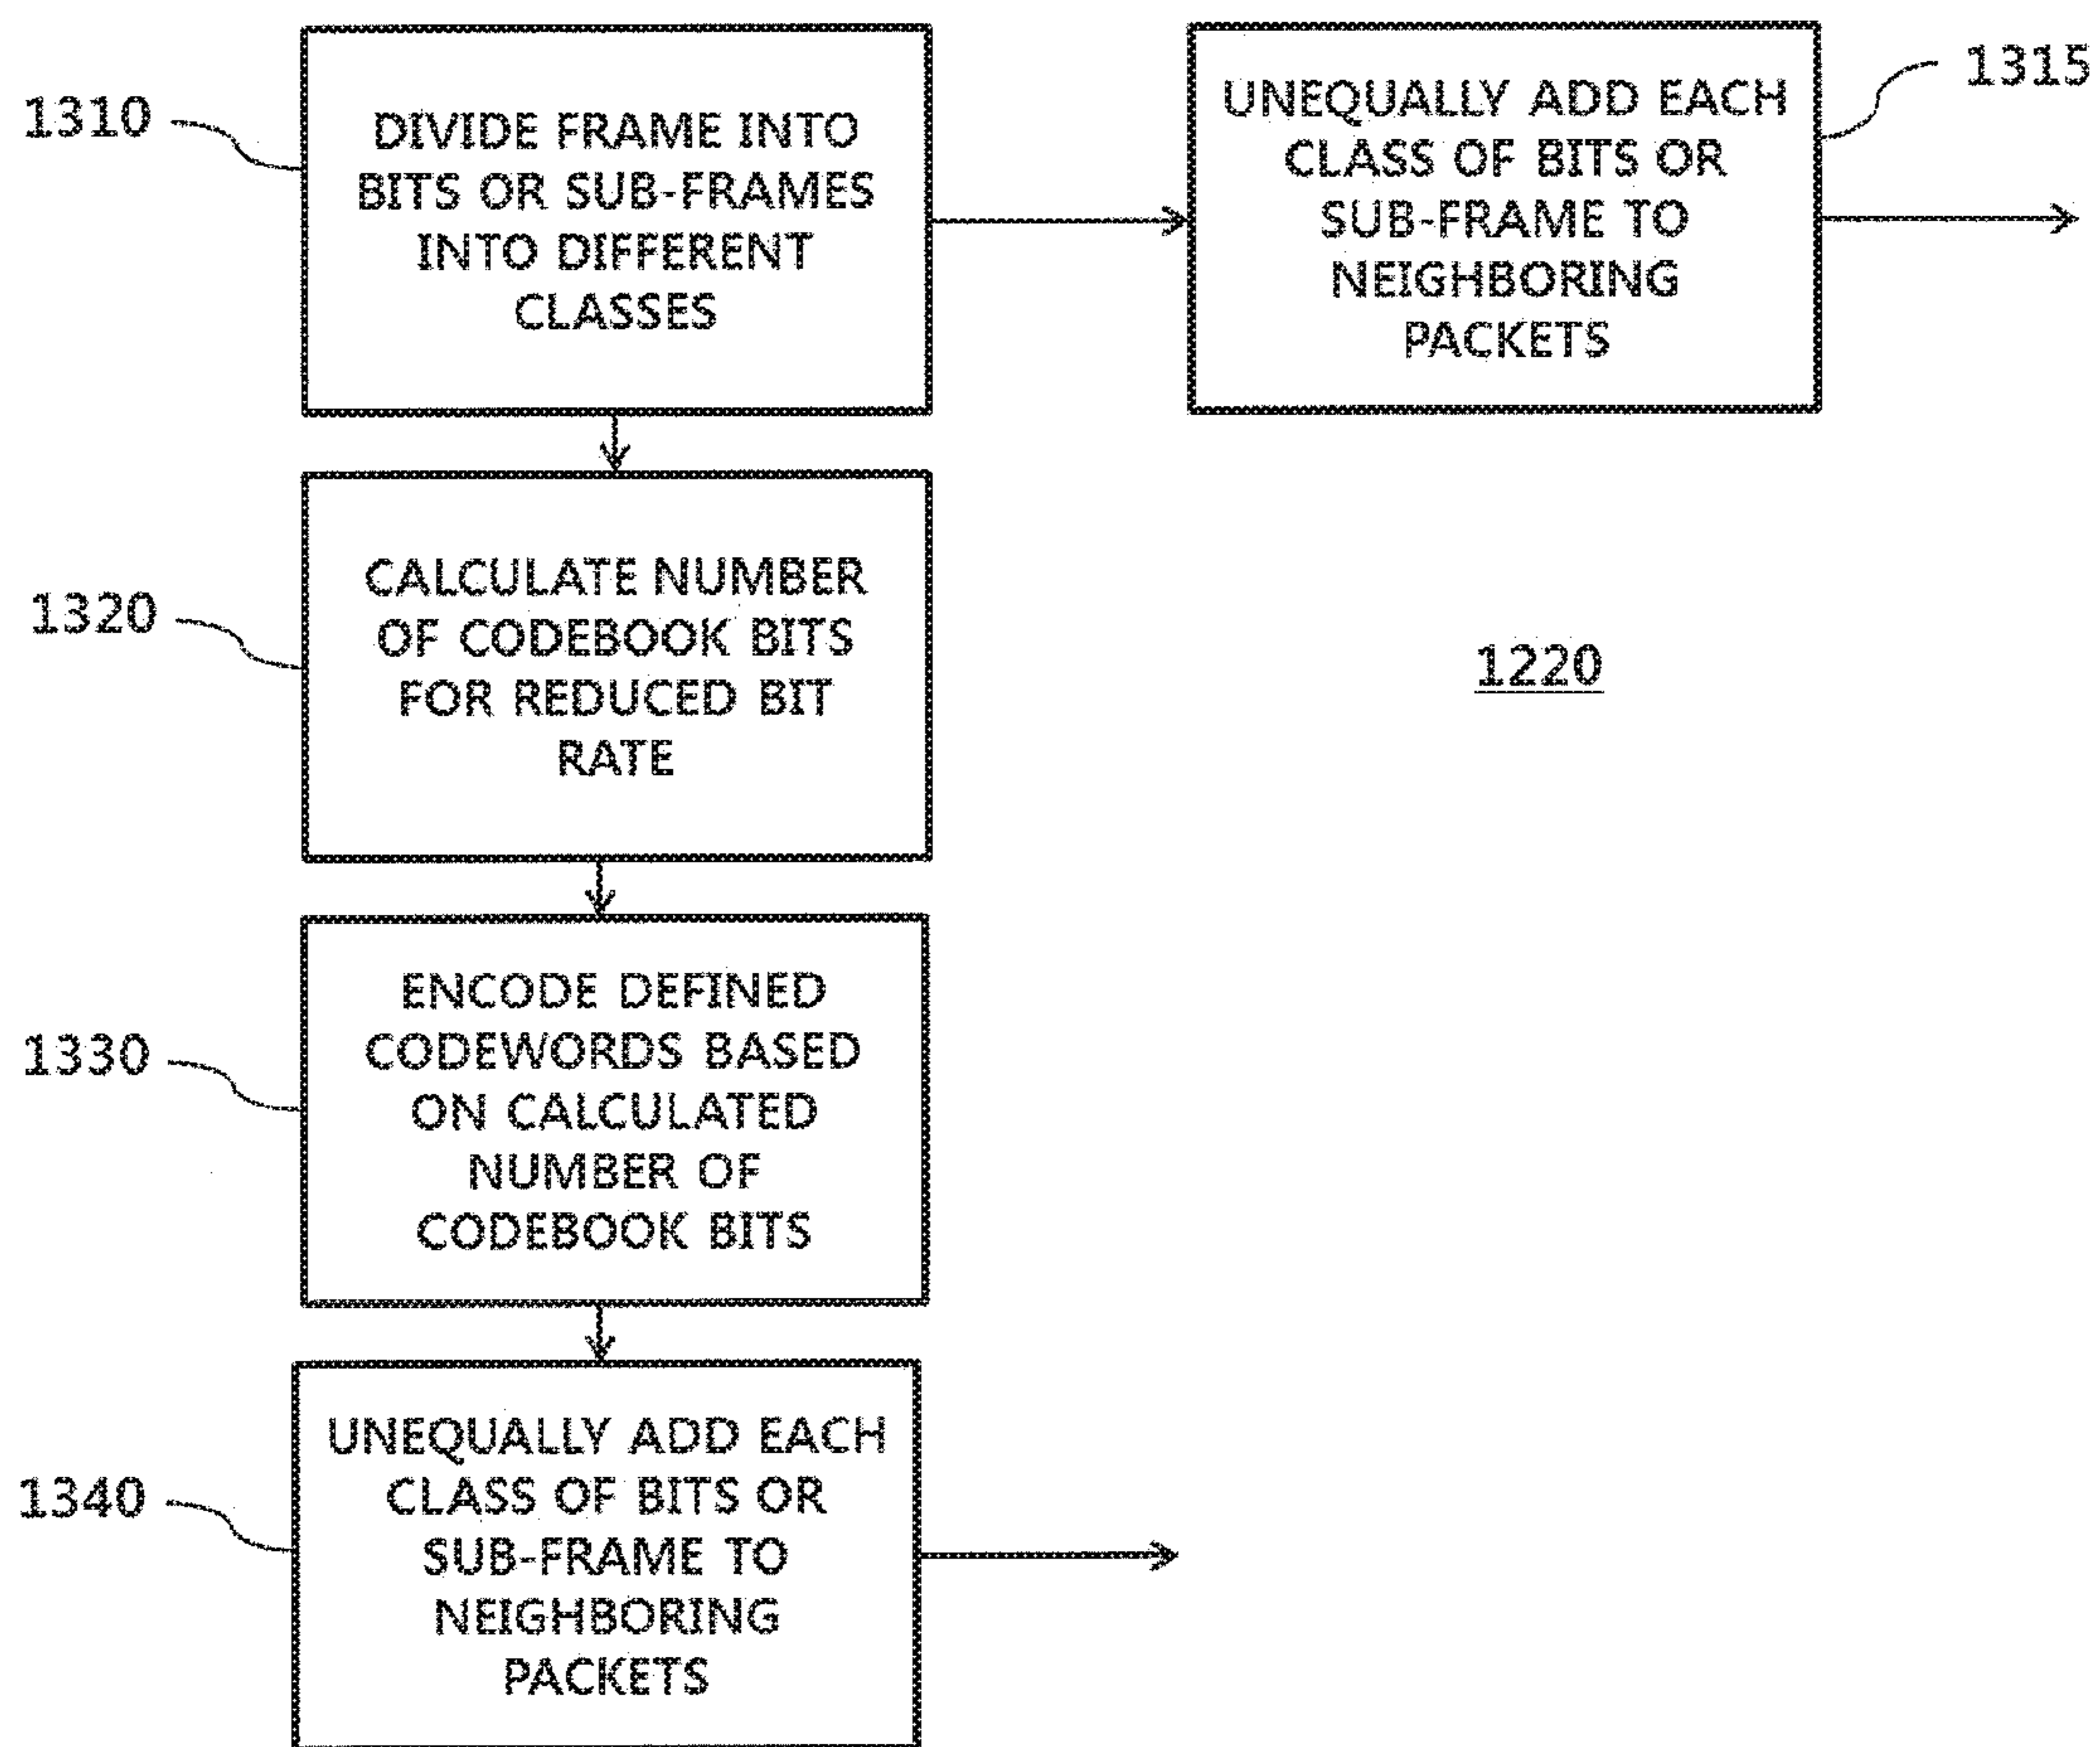 1310
DIVIDE FRAME INTO
BITS OR SUB-FRAMES
INTO DIFFERENT
CLASSES
UNEQUALLY ADD EACH
CLASS OF BITS OR
SUB-FRAME TO
NEIGHBORING
PACKETS
1315
1320
CALCULATE NUMBER
OF CODEBOOK BITS
FOR REDUCED BIT
RATE
1220
1330
ENCODE DEFINED
CODEWORDS BASED
ON CALCULATED
NUMBER OF
CODEBOOK BITS
1340
UNEQUALLY ADD EACH
CLASS OF BITS OR
SUB-FRAME TO
NEIGHBORING
PACKETS